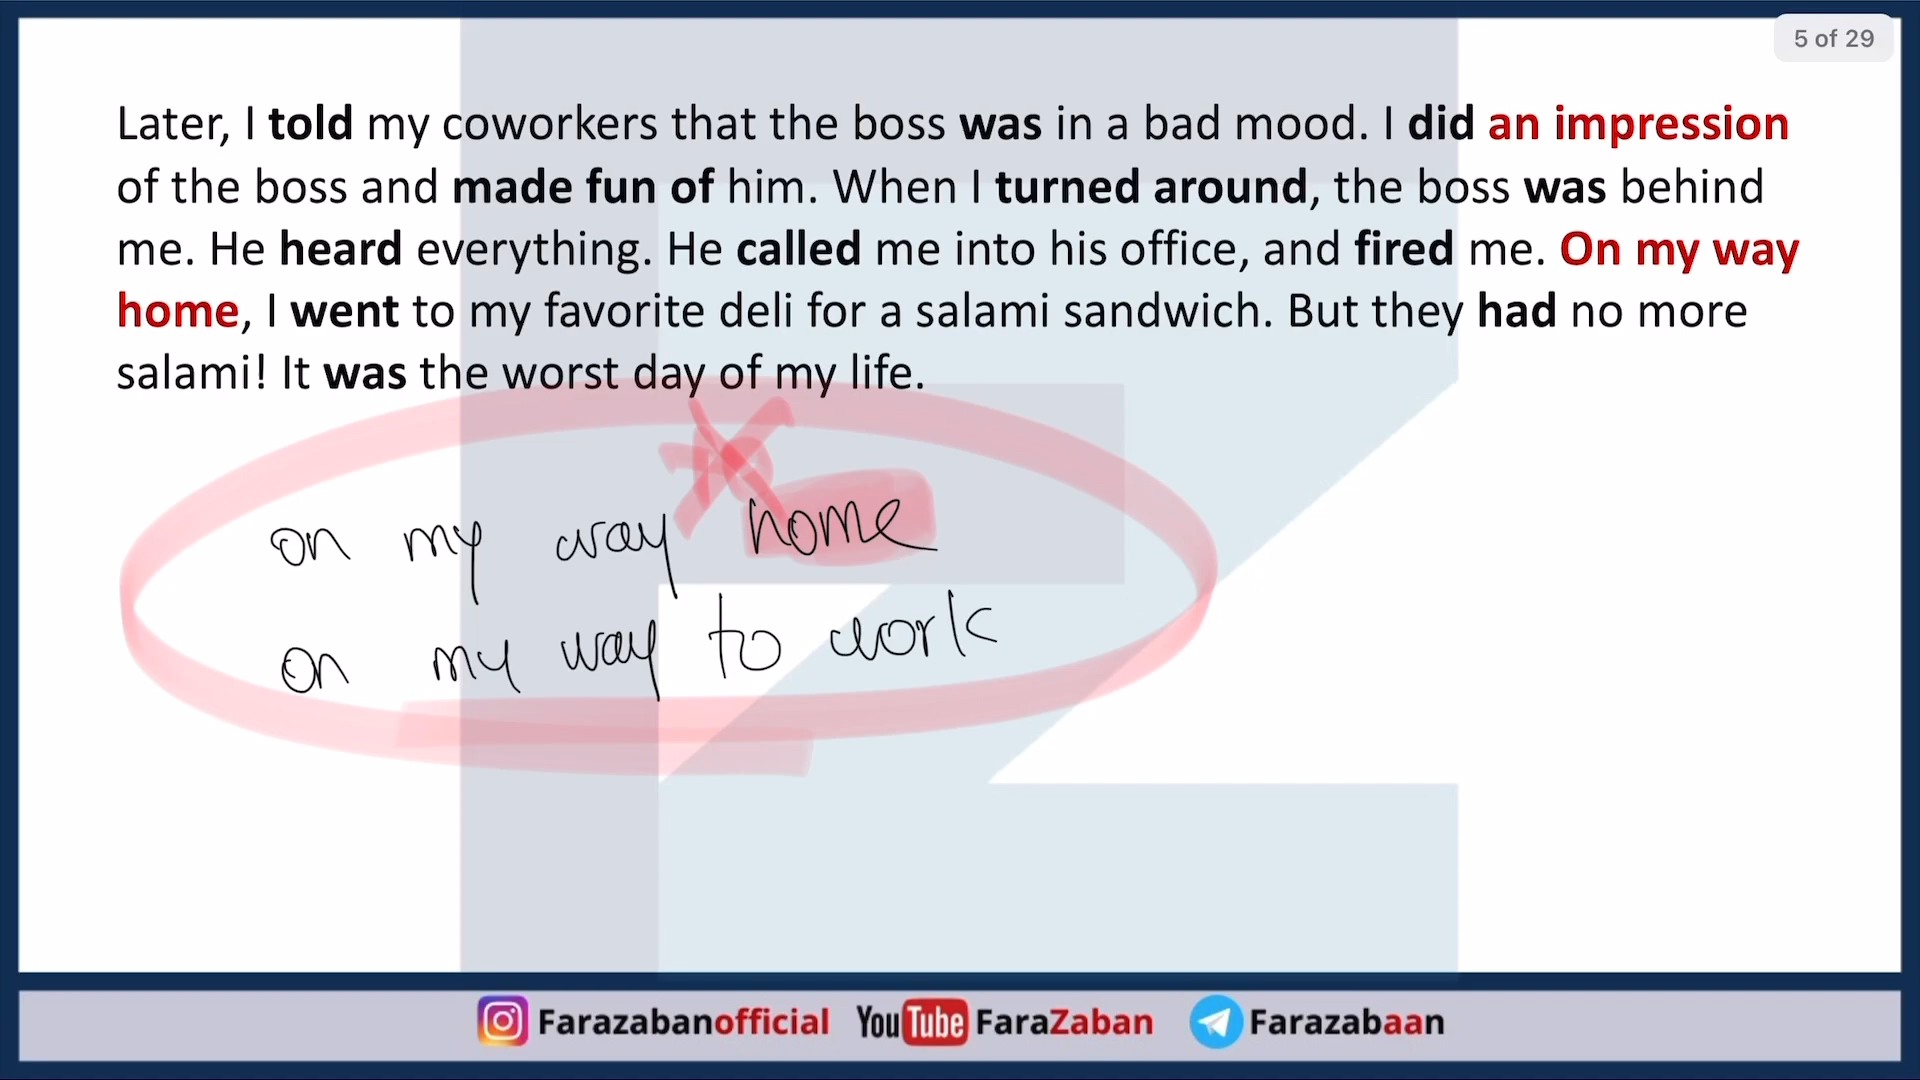 5 of 29
Later, I told my coworkers that the boss was in a bad mood. I did an impression
of the boss and made fun of him. When I turned around, the boss was behind
me. He heard everything. He called me into his office, and fired me. On my way
home, I went to my favorite deli for a salami sandwich. But they had no more
salami! It was the worst day of my life.
on my way home
on my way to work
Farazabanofficial YouTube FaraZaban Farazabaan